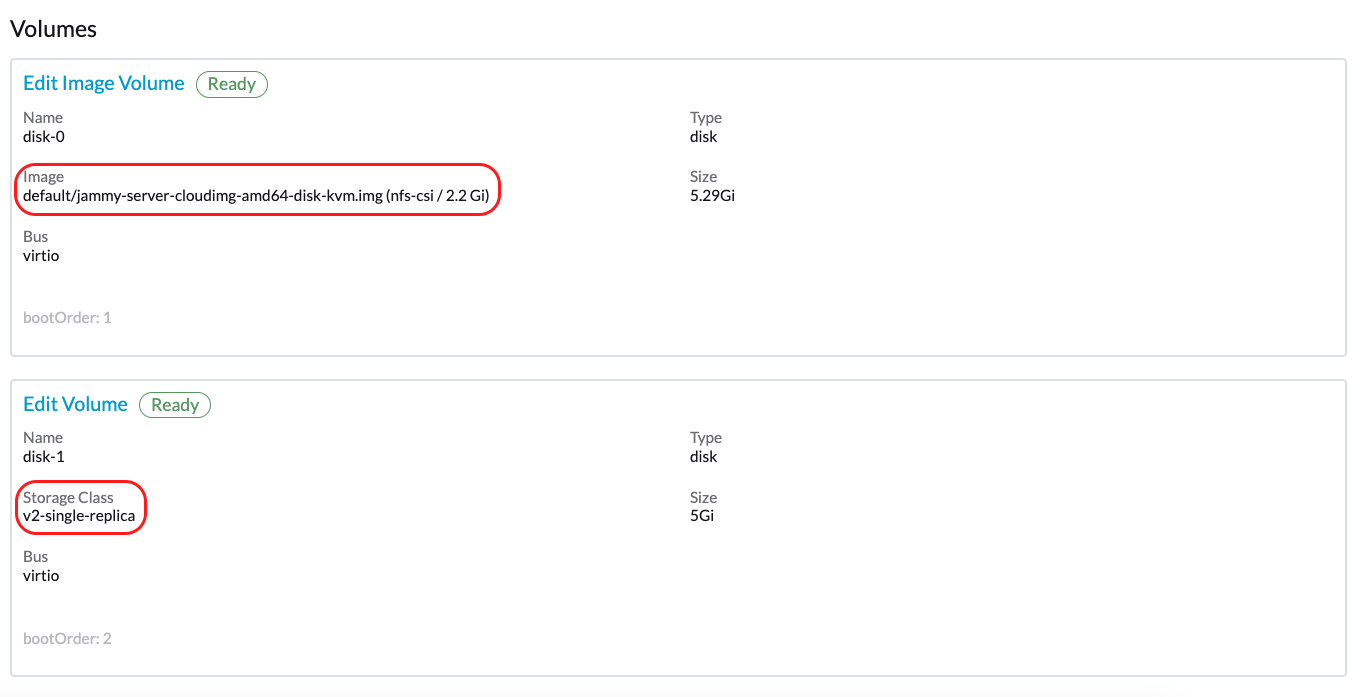 Volumes
Edit Image Volume Ready
Name Type
disk-0 disk
Image Size
default/jammy-server-cloudimg-amd64-disk-kvm.img (nfs-csi / 2.2 Gi) 5.29Gi
Bus
virtio
bootOrder: 1
Edit Volume Ready
Name Type
disk-1 disk
Storage Class Size
v2-single-replica 5Gi
Bus
virtio
bootOrder: 2